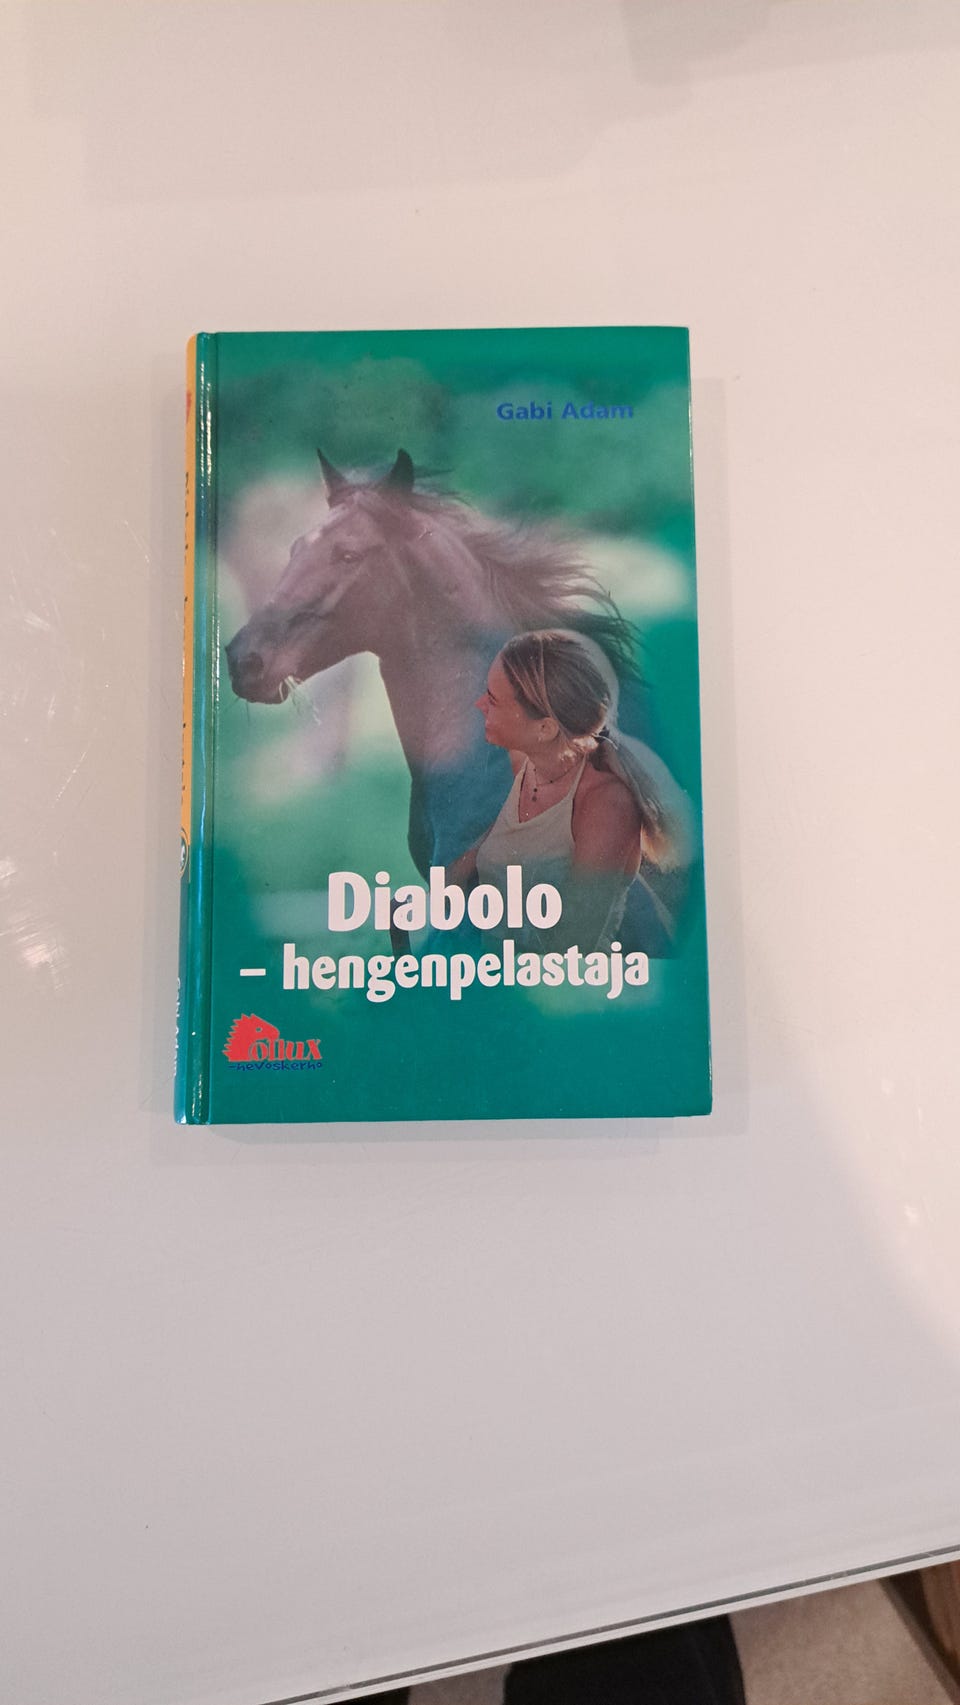 Gabi Adam
Diabolo
– hengenpelastaja
Pollux
-hevoskerho